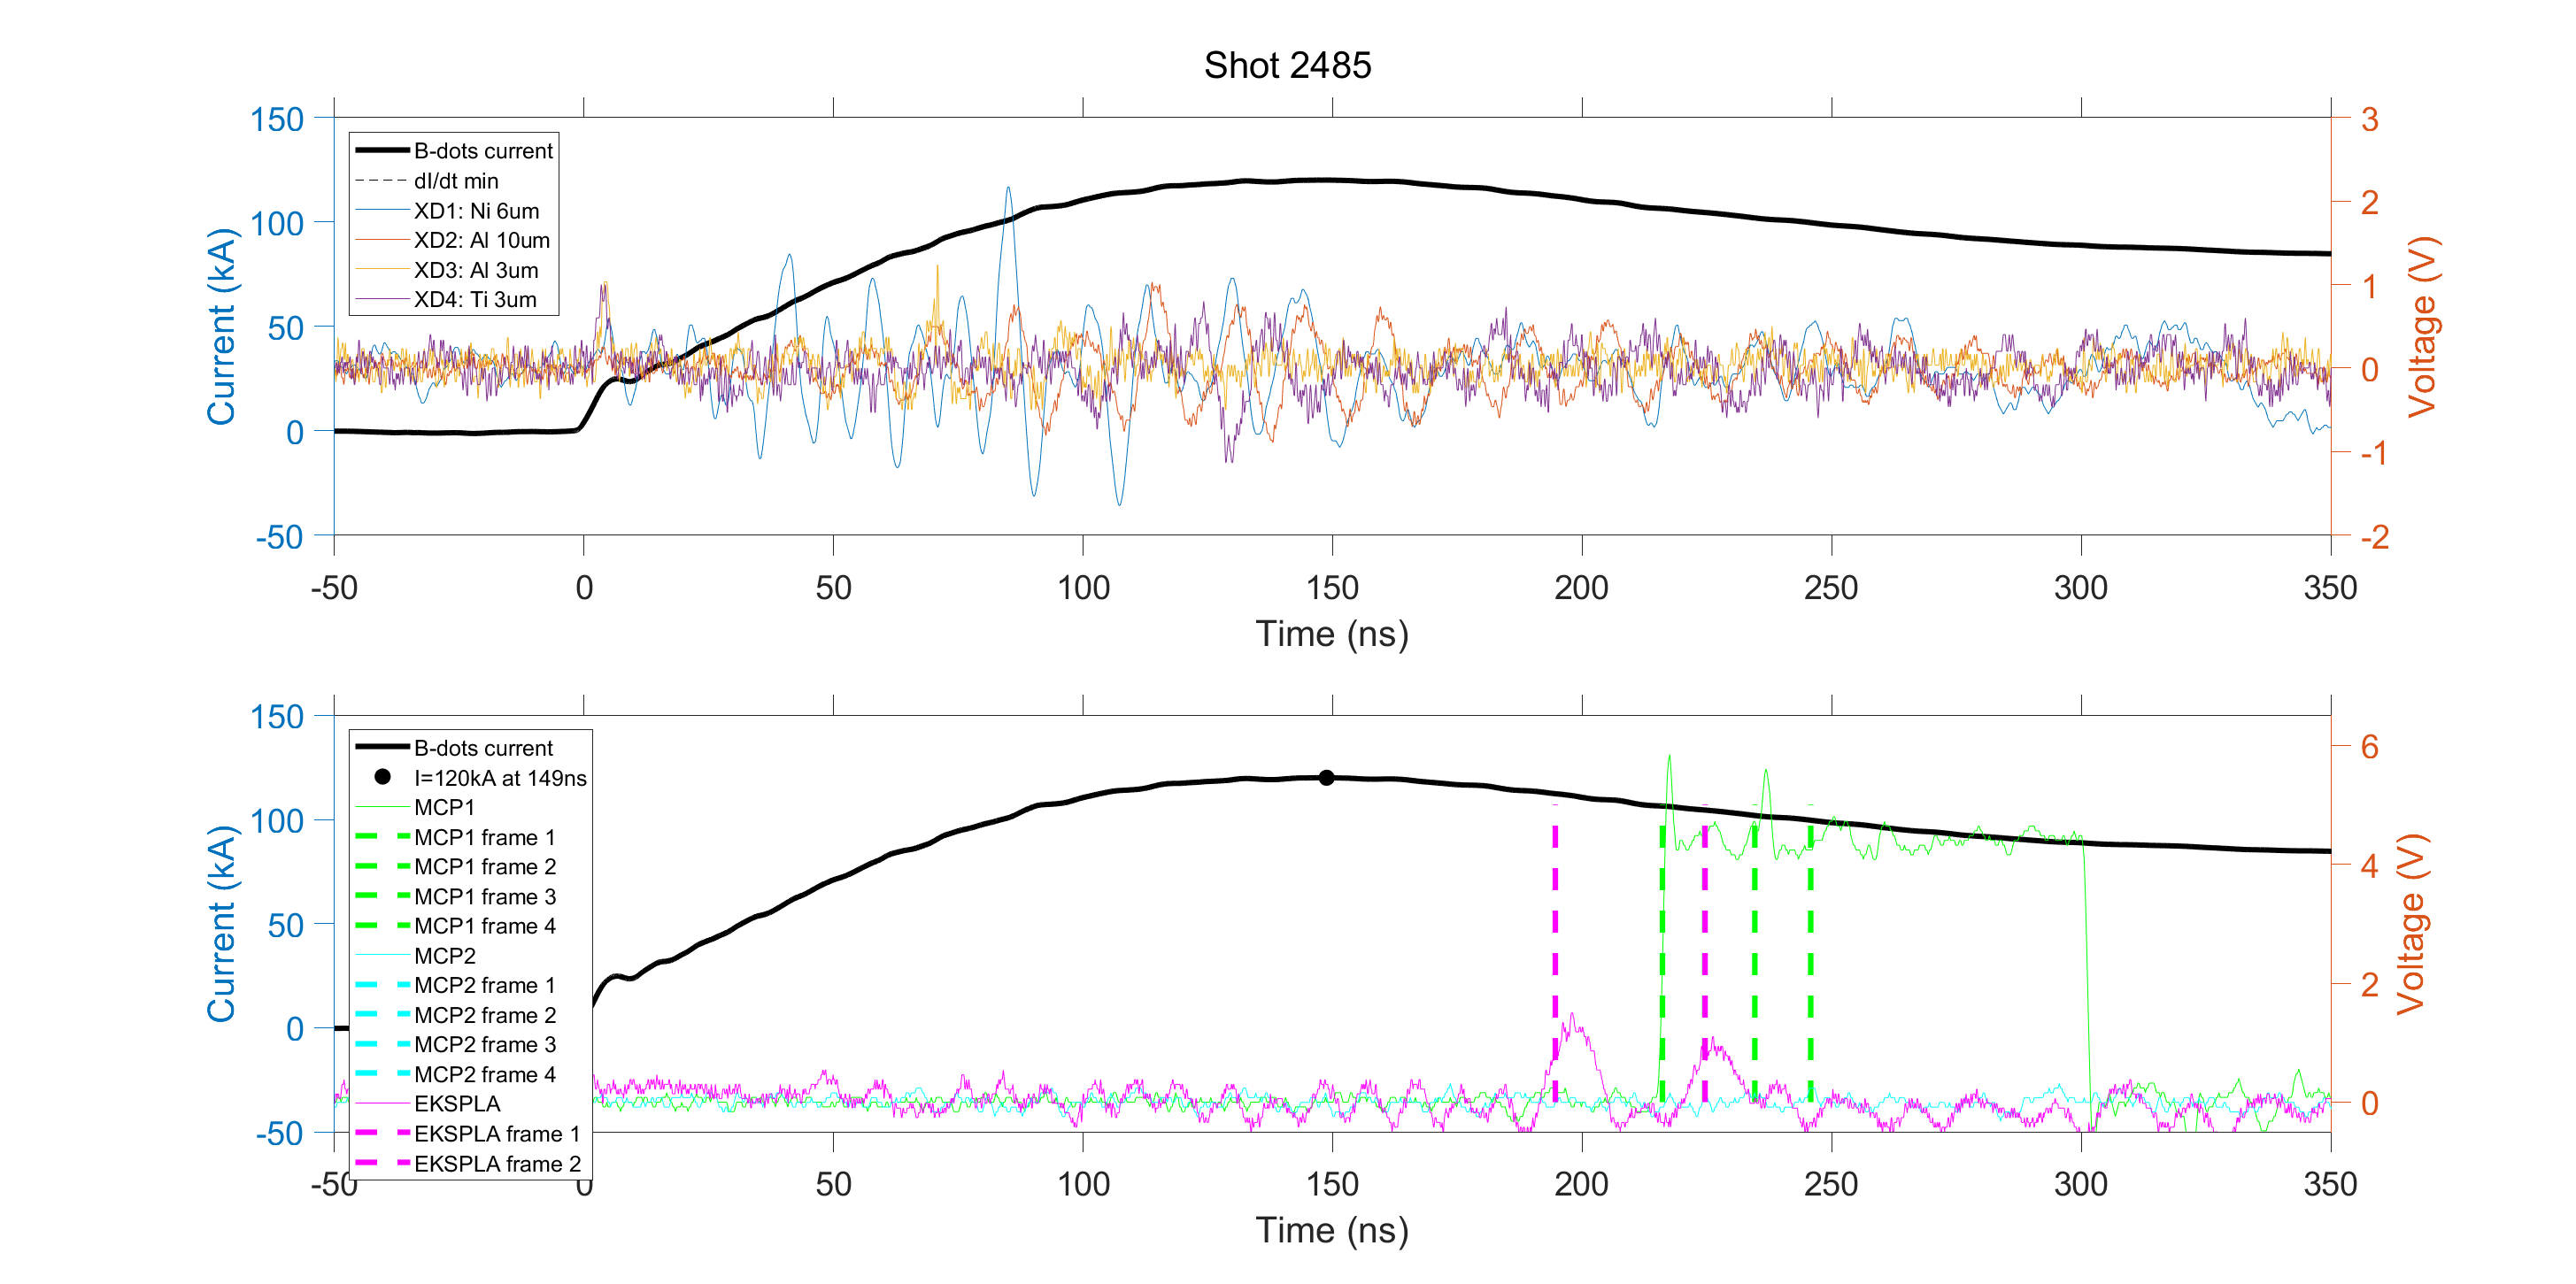 Shot 2485
150
100
50
0
-50
Current (kA)
3
2
1
0
-1
-2
Voltage (V)
B-dots current
dI/dt min
XD1: Ni 6um
XD2: Al 10um
XD3: Al 3um
XD4: Ti 3um
-50 0 50 100 150 200 250 300 350
Time (ns)
150
100
50
0
-50
Current (kA)
6
4
2
0
Voltage (V)
B-dots current
I=120kA at 149ns
MCP1
MCP1 frame 1
MCP1 frame 2
MCP1 frame 3
MCP1 frame 4
MCP2
MCP2 frame 1
MCP2 frame 2
MCP2 frame 3
MCP2 frame 4
EKSPLA
EKSPLA frame 1
EKSPLA frame 2
-50 0 50 100 150 200 250 300 350
Time (ns)